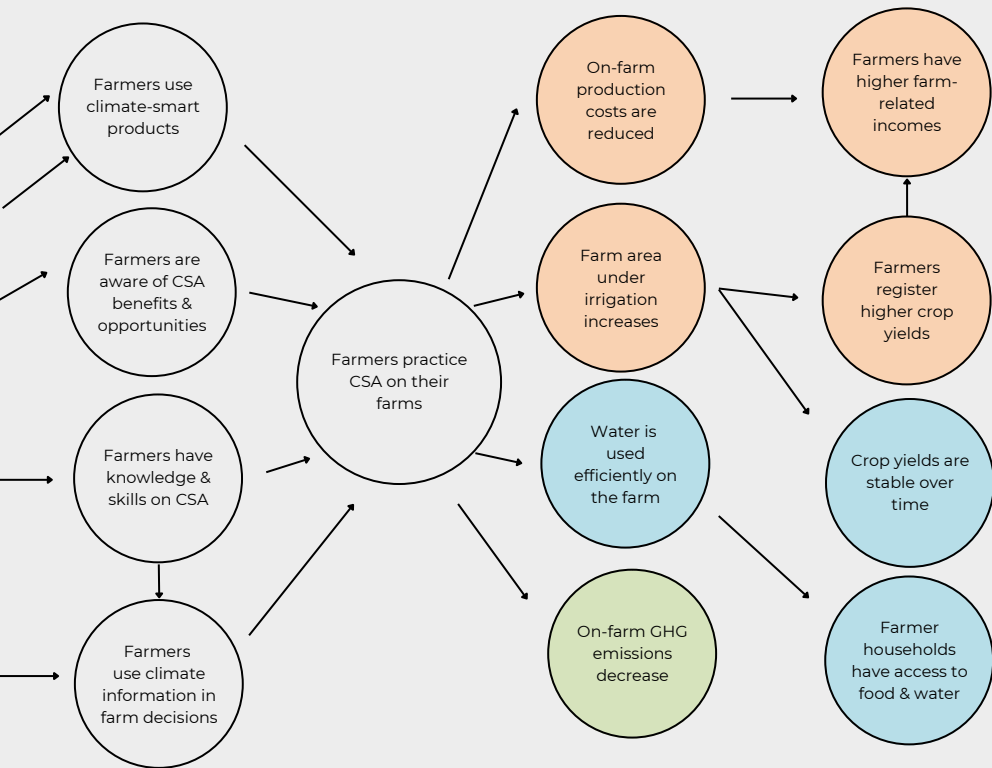 Farmers use
climate-smart
products
Farmers are
aware of CSA
benefits &
opportunities
Farmers have
knowledge &
skills on CSA
Farmers
use climate
information in
farm decisions
Farmers practice
CSA on their
farms
On-farm
production
costs are
reduced
Farm area
under
irrigation
increases
Water is
used
efficiently on
the farm
On-farm GHG
emissions
decrease
Farmers have
higher farm-
related
incomes
Farmers
register
higher crop
yields
Crop yields are
stable over
time
Farmer
households
have access to
food & water